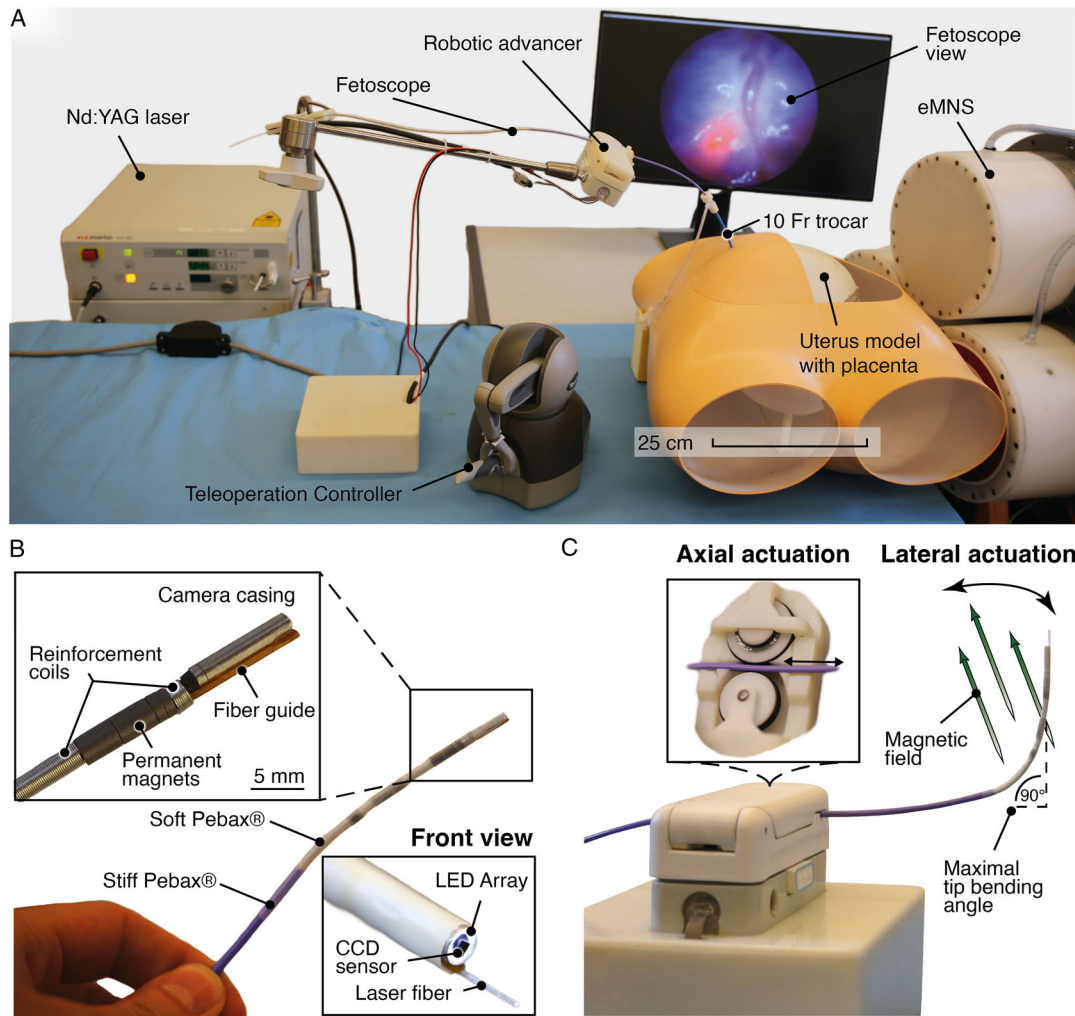 A
Robotic advancer
Fetoscope
view
Fetoscope
eMNS
Nd:YAG laser
10 Fr trocar
Uterus model
with placenta
25 cm
Teleoperation Controller
B
Camera casing
Reinforcement
coils
Fiber guide
Permanent
magnets
5 mm
Soft Pebax®
Stiff Pebax®
Front view
LED Array
CCD
sensor
Laser fiber
C
Axial actuation
Lateral actuation
Magnetic
field
90°
Maximal
tip bending
angle